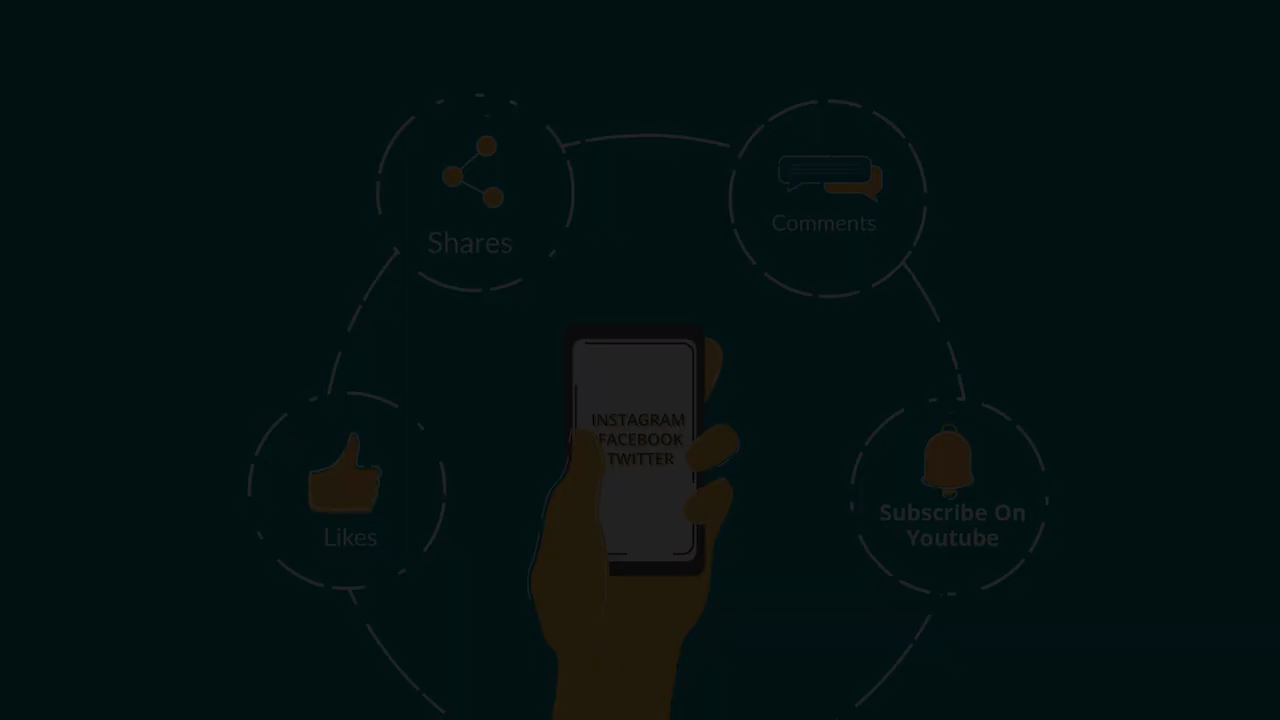 Shares
Comments
INSTAGRAM
FACEBOOK
TWITTER
Likes
Subscribe On
Youtube